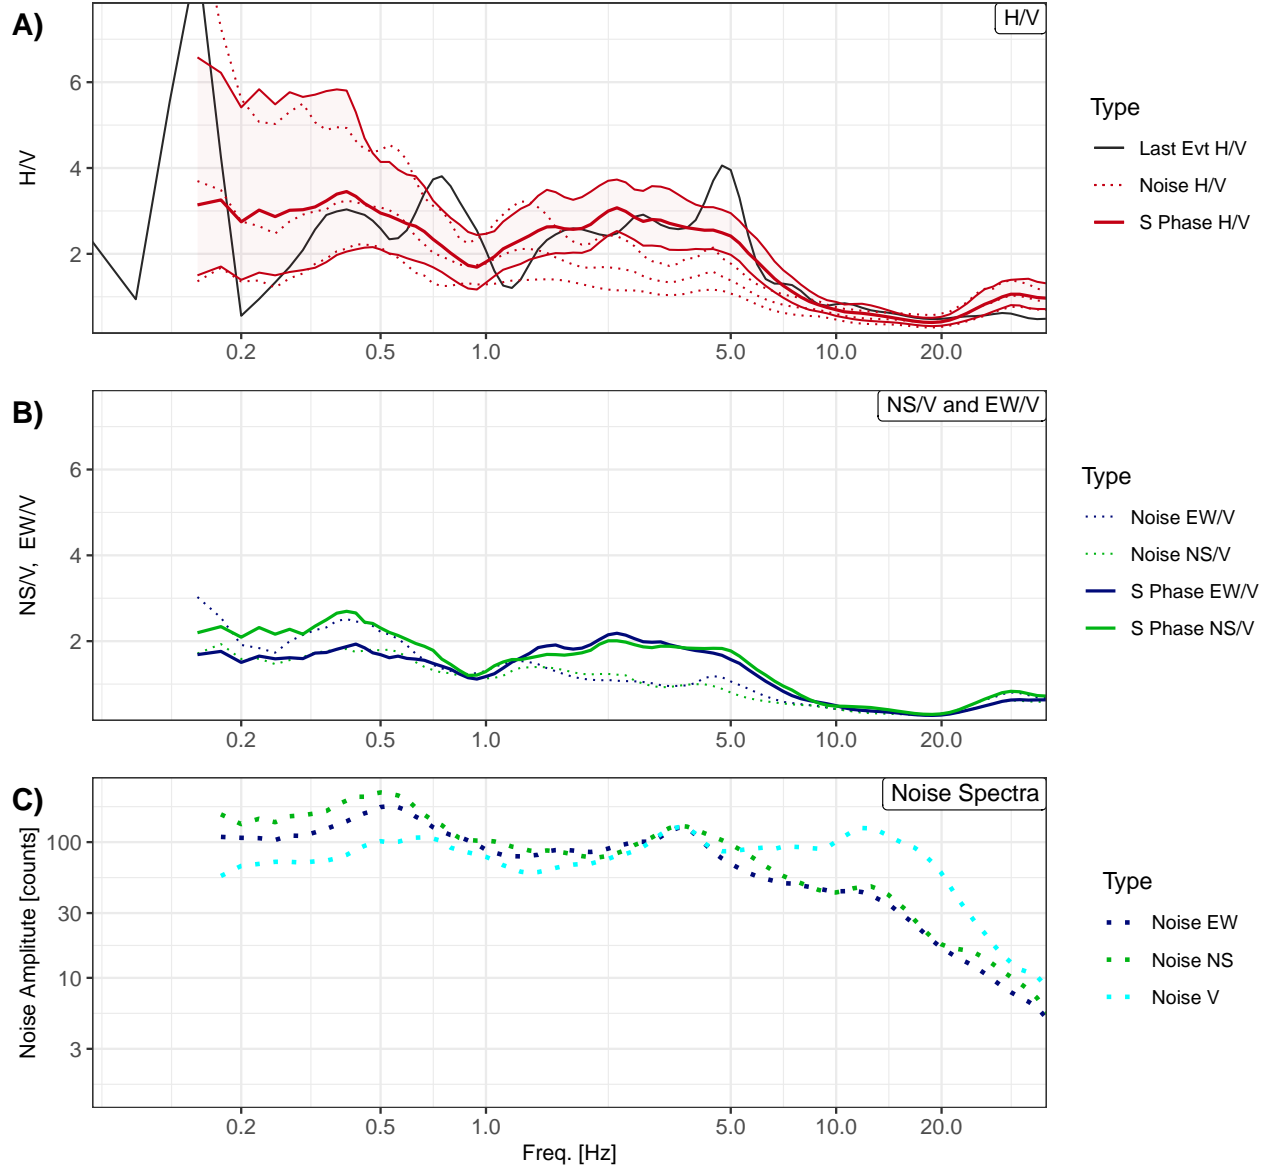 A)
H/V
6
4
2
H/V
0.2 0.5 1.0 5.0 10.0 20.0
Type
Last Evt H/V
Noise H/V
S Phase H/V
B)
NS/V and EW/V
6
4
2
NS/V, EW/V
0.2 0.5 1.0 5.0 10.0 20.0
Type
Noise EW/V
Noise NS/V
S Phase EW/V
S Phase NS/V
C)
Noise Spectra
100
30
10
3
Noise Amplitute [counts]
0.2 0.5 1.0 5.0 10.0 20.0
Freq. [Hz]
Type
Noise EW
Noise NS
Noise V